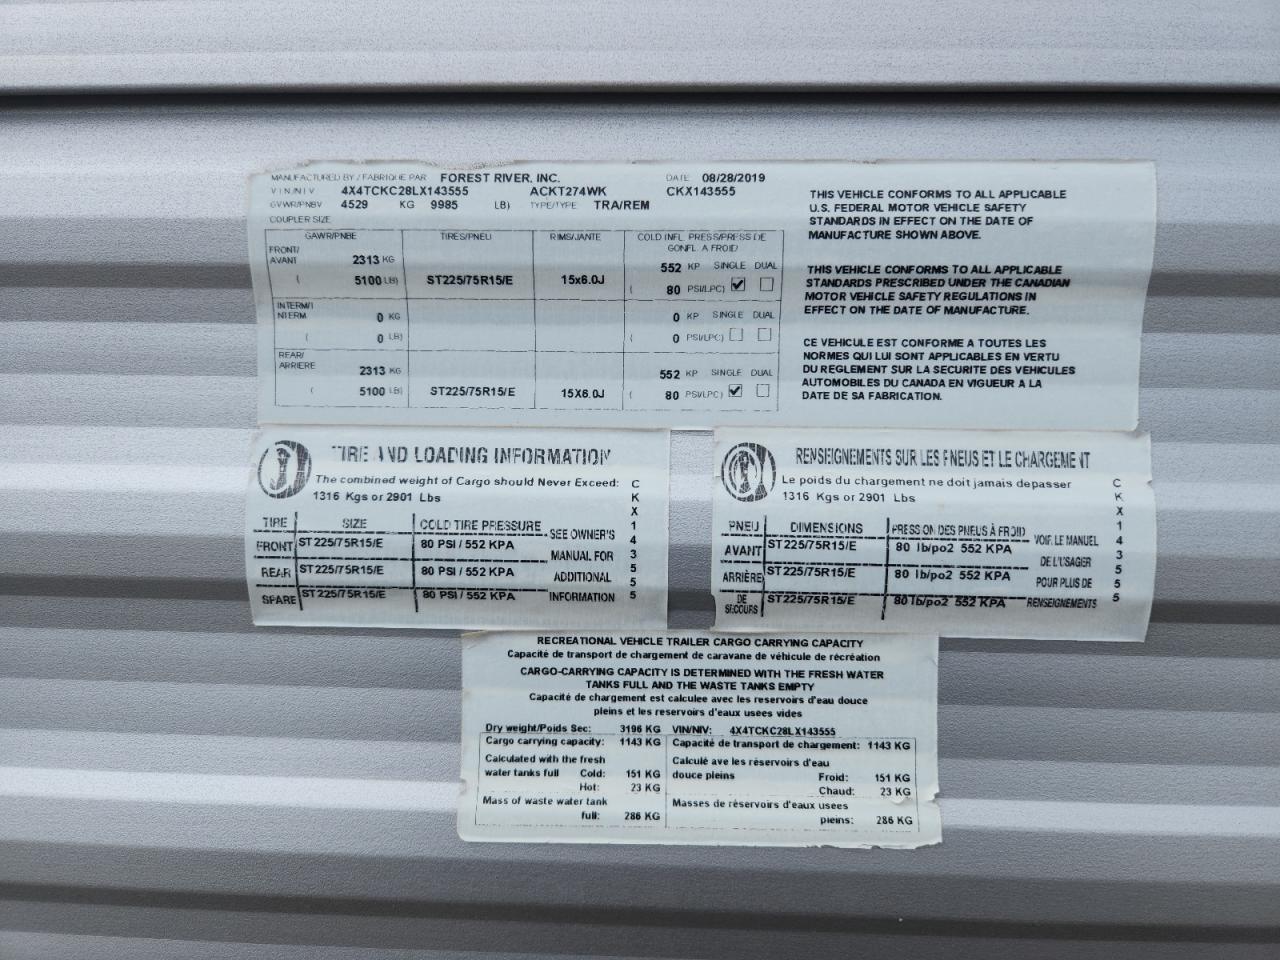 MANUFACTURED BY / FABRIQUE PAR FOREST RIVER, INC. DATE 08/28/2019
VIN/NIV 4X4TCKC28LX143555 ACKT274WK CKX143555
GVWR/PNBV 4529 KG 9985 LB) TYPE/TYPE TRA/REM
COUPLER SIZE
GAWR/PNBE TIRES/PNEU RIMS/JANTE COLD INFL. PRESS/PRESS DE
GONFL. A FROID
FRONT/
AVANT 2313 KG 552 KP SINGLE DUAL
( 5100 LB) ST225/75R15/E 15x6.0J ( 80 PSI/LPC)
INTERM/I
NTERM 0 KG 0 KP SINGLE DUAL
( 0 LB) ( 0 PSI/LPC)
REAR/
ARRIERE 2313 KG 552 KP SINGLE DUAL
( 5100 LB) ST225/75R15/E 15X6.0J ( 80 PSI/LPC)
THIS VEHICLE CONFORMS TO ALL APPLICABLE
U.S. FEDERAL MOTOR VEHICLE SAFETY
STANDARDS IN EFFECT ON THE DATE OF
MANUFACTURE SHOWN ABOVE.
THIS VEHICLE CONFORMS TO ALL APPLICABLE
STANDARDS PRESCRIBED UNDER THE CANADIAN
MOTOR VEHICLE SAFETY REGULATIONS IN
EFFECT ON THE DATE OF MANUFACTURE.
CE VEHICULE EST CONFORME A TOUTES LES
NORMES QUI LUI SONT APPLICABLES EN VERTU
DU REGLEMENT SUR LA SECURITE DES VEHICULES
AUTOMOBILES DU CANADA EN VIGUEUR A LA
DATE DE SA FABRICATION.
TIRE AND LOADING INFORMATION
The combined weight of Cargo should Never Exceed:
1316 Kgs or 2901 Lbs
TIRE SIZE COLD TIRE PRESSURE SEE OWNER'S
FRONT ST225/75R15/E 80 PSI / 552 KPA MANUAL FOR
REAR ST225/75R15/E 80 PSI / 552 KPA ADDITIONAL
SPARE ST225/75R15/E 80 PSI / 552 KPA INFORMATION
CKX143555
RENSEIGNEMENTS SUR LES PNEUS ET LE CHARGEMENT
Le poids du chargement ne doit jamais depasser
1316 Kgs or 2901 Lbs
PNEU DIMENSIONS PRESSION DES PNEUS À FROID VOIR LE MANUEL
AVANT ST225/75R15/E 80 lb/po2 552 KPA DE L'USAGER
ARRIÈRE ST225/75R15/E 80 lb/po2 552 KPA POUR PLUS DE
DE
SECOURS ST225/75R15/E 80 lb/po2 552 KPA RENSEIGNEMENTS
CKX143555
RECREATIONAL VEHICLE TRAILER CARGO CARRYING CAPACITY
Capacité de transport de chargement de caravane de véhicule de récréation
CARGO-CARRYING CAPACITY IS DETERMINED WITH THE FRESH WATER
TANKS FULL AND THE WASTE TANKS EMPTY
Capacité de chargement est calculee avec les reservoirs d'eau douce
pleins et les reservoirs d'eaux usees vides
Dry weight/Poids Sec: 3196 KG VIN/NIV: 4X4TCKC28LX143555
Cargo carrying capacity: 1143 KG Capacité de transport de chargement: 1143 KG
Calculated with the fresh Calculé ave les réservoirs d'eau
water tanks full Cold: 151 KG douce pleins Froid: 151 KG
Hot: 23 KG Chaud: 23 KG
Mass of waste water tank Masses de réservoirs d'eaux usees
full: 286 KG pleins: 286 KG